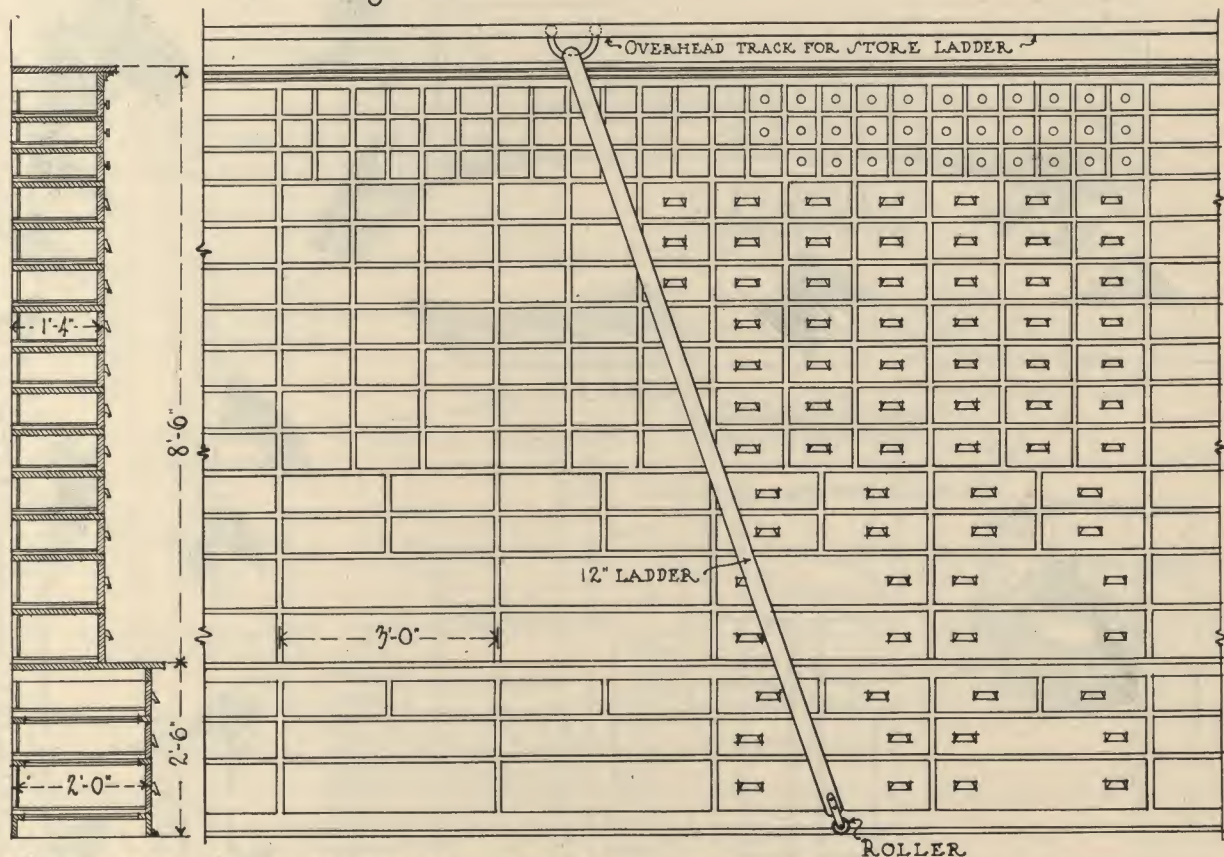 OVERHEAD TRACK FOR STORE LADDER
1'-4"
8'-6"
12" LADDER
3'-0"
2'-6"
2'-0"
ROLLER